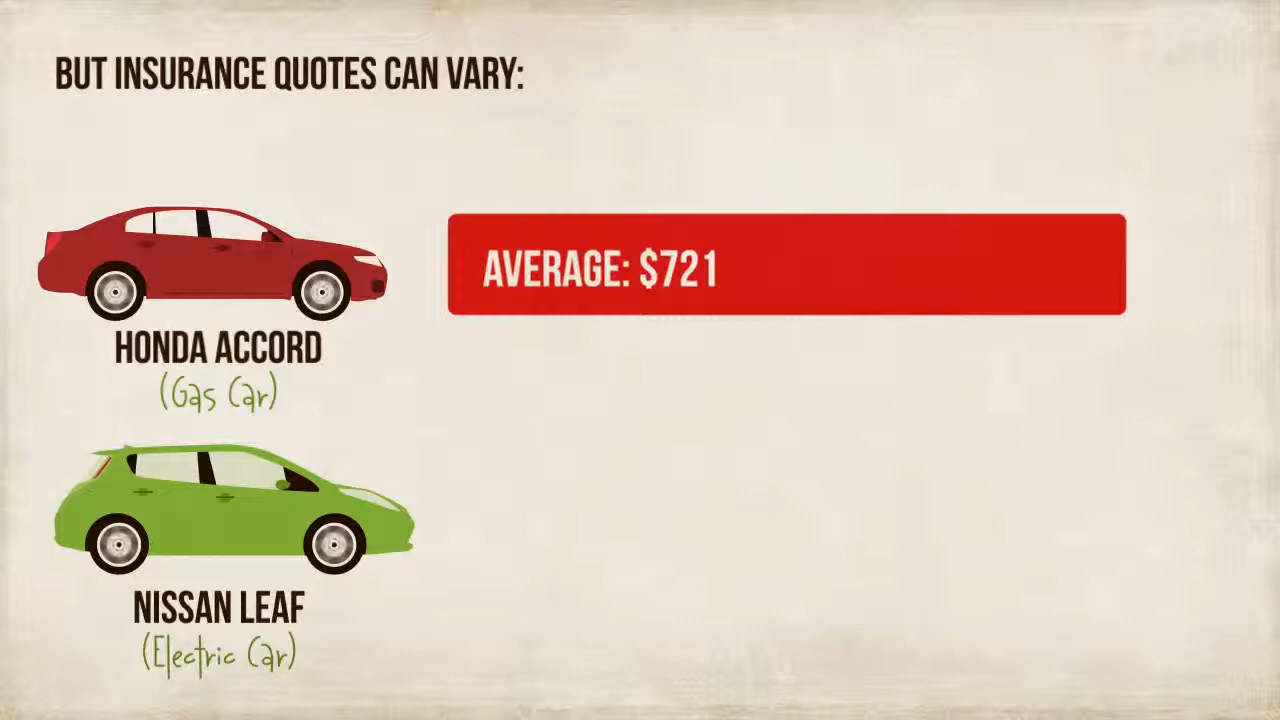 BUT INSURANCE QUOTES CAN VARY:
AVERAGE: $721
HONDA ACCORD
(Gas Car)
NISSAN LEAF
(Electric Car)